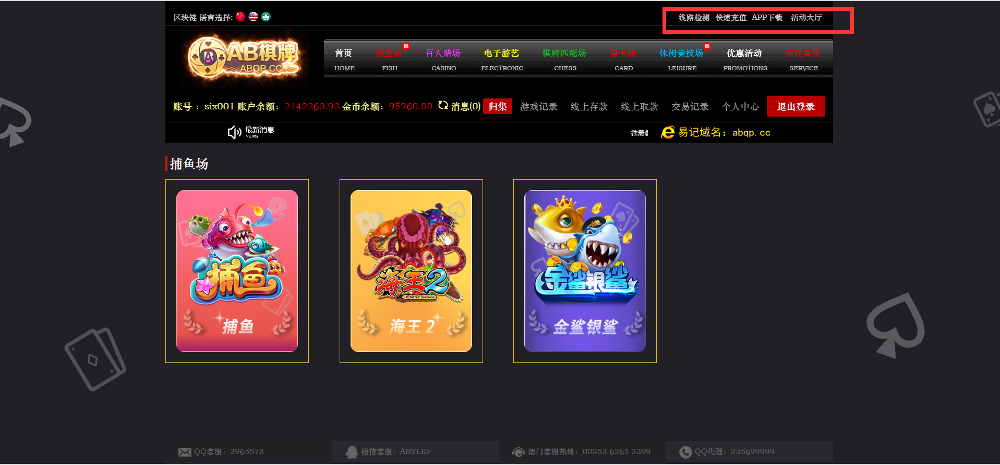 区块链 语言选择:
线路检测 快速充值 APP下载 活动大厅
AB棋牌
ABQP.CC
首页 捕鱼场 热 百人赌场 电子游艺 棋牌匹配场 房卡场 休闲竞技场 热 优惠活动 在线客服
HOME FISH CASINO ELECTRONIC CHESS CARD LEISURE PROMOTIONS SERVICE
账号 : six001 账户余额: 2142263.93 金币余额: 95260.00 消息(0) 归集 游戏记录 线上存款 线上取款 交易记录 个人中心 退出登录
最新消息
NEWS
注册 易记域名: abqp.cc
捕鱼场
捕鱼
海王2
MONSTER REVENGE
金鲨银鲨
捕鱼
海王 2
金鲨银鲨
QQ客服: 3965578 微信客服: ABYLKF 澳门客服热线: 00853 6265 3399 QQ代理: 235699999